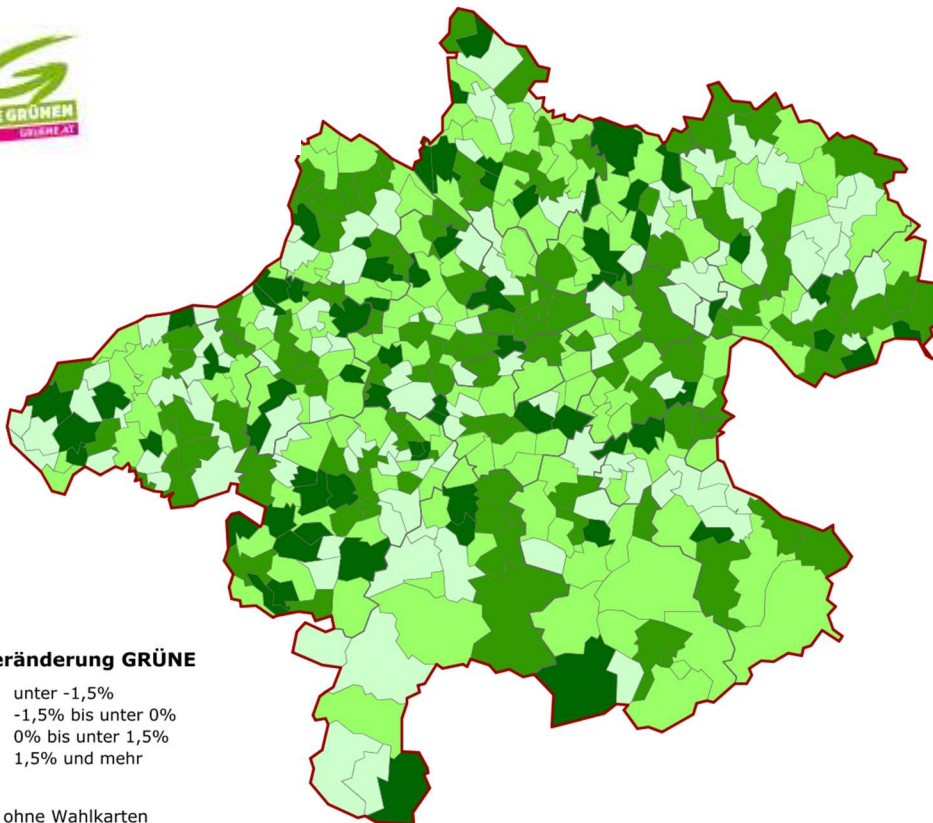 E GRÜNEN
GRUENE.AT
eränderung GRÜNE
unter -1,5%
-1,5% bis unter 0%
0% bis unter 1,5%
1,5% und mehr
ohne Wahlkarten